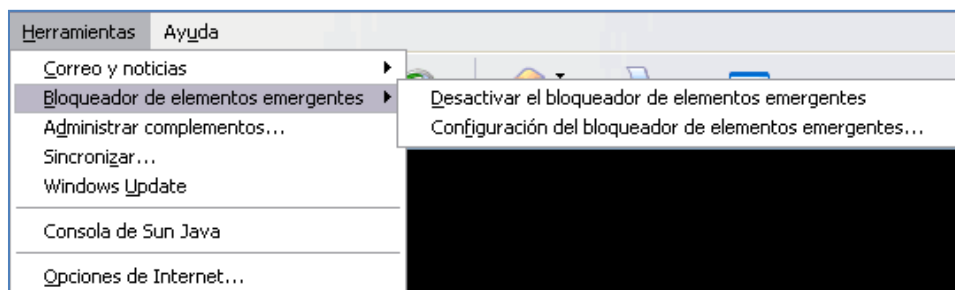 Herramientas Ayuda
Correo y noticias
Bloqueador de elementos emergentes
Desactivar el bloqueador de elementos emergentes
Administrar complementos...
Configuración del bloqueador de elementos emergentes...
Sincronizar...
Windows Update
Consola de Sun Java
Opciones de Internet...